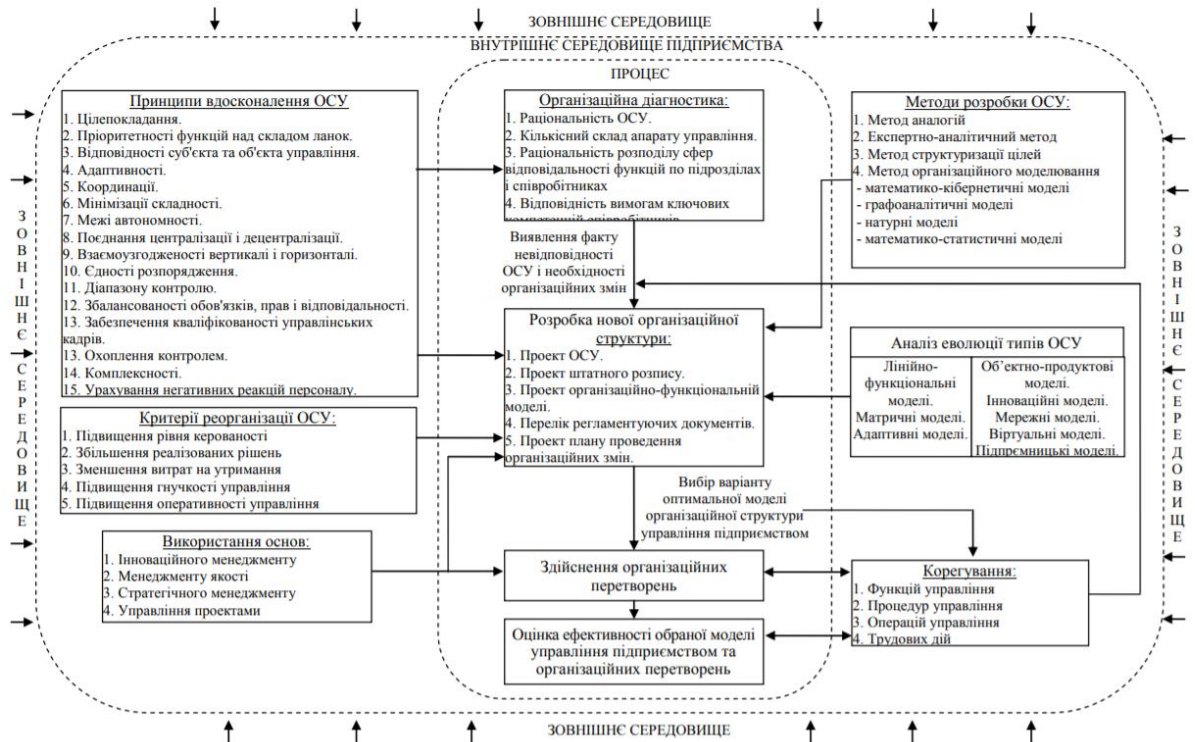 ЗОВНІШНЄ СЕРЕДОВИЩЕ
ВНУТРІШНЄ СЕРЕДОВИЩЕ ПІДПРИЄМСТВА
ПРОЦЕС
Принципи вдосконалення ОСУ
1. Цілепокладання.
2. Пріоритетності функцій над складом ланок.
3. Відповідності суб'єкта та об'єкта управління.
4. Адаптивності.
5. Координації.
6. Мінімізації складності.
7. Межі автономності.
8. Поєднання централізації і децентралізації.
9. Взаємоузгодженості вертикалі і горизонталі.
10. Єдності розпорядження.
11. Діапазону контролю.
12. Збалансованості обов'язків, прав і відповідальності.
13. Забезпечення кваліфікованості управлінських
кадрів.
13. Охоплення контролем.
14. Комплексності.
15. Урахування негативних реакцій персоналу.
Критерії реорганізації ОСУ:
1. Підвищення рівня керованості
2. Збільшення реалізованих рішень
3. Зменшення витрат на утримання
4. Підвищення гнучкості управління
5. Підвищення оперативності управління
Використання основ:
1. Інноваційного менеджменту
2. Менеджменту якості
3. Стратегічного менеджменту
4. Управління проектами
Організаційна діагностика:
1. Раціональність ОСУ.
2. Кількісний склад апарату управління.
3. Раціональність розподілу сфер
відповідальності функцій по підрозділах
і співробітниках
4. Відповідність вимогам ключових
компетенцій співробітників
Виявлення факту
невідповідності
ОСУ і необхідності
організаційних змін
Розробка нової організаційної
структури:
1. Проект ОСУ.
2. Проект штатного розпису.
3. Проект організаційно-функціональній
моделі.
4. Перелік регламентуючих документів.
5. Проект плану проведення
організаційних змін.
Вибір варіанту
оптимальної моделі
організаційної структури
управління підприємством
Здійснення організаційних
перетворень
Оцінка ефективності обраної моделі
управління підприємством та
організаційних перетворень
Методи розробки ОСУ:
1. Метод аналогій
2. Експертно-аналітичний метод
3. Метод структуризації цілей
4. Метод організаційного моделювання
- математико-кібернетичні моделі
- графоаналітичні моделі
- натурні моделі
- математико-статистичні моделі
Аналіз еволюції типів ОСУ
Лінійно-
функціональні
моделі.
Матричні моделі.
Адаптивні моделі.
Об’єктно-продуктові
моделі.
Інноваційні моделі.
Мережні моделі.
Віртуальні моделі.
Підпрємницькі моделі.
Корегування:
1. Функцій управління
2. Процедур управління
3. Операцій управління
4. Трудових дій
ЗОВНІШНЄ СЕРЕДОВИЩЕ
ЗОВНІШНЄ СЕРЕДОВИЩЕ
ЗОВНІШНЄ СЕРЕДОВИЩЕ